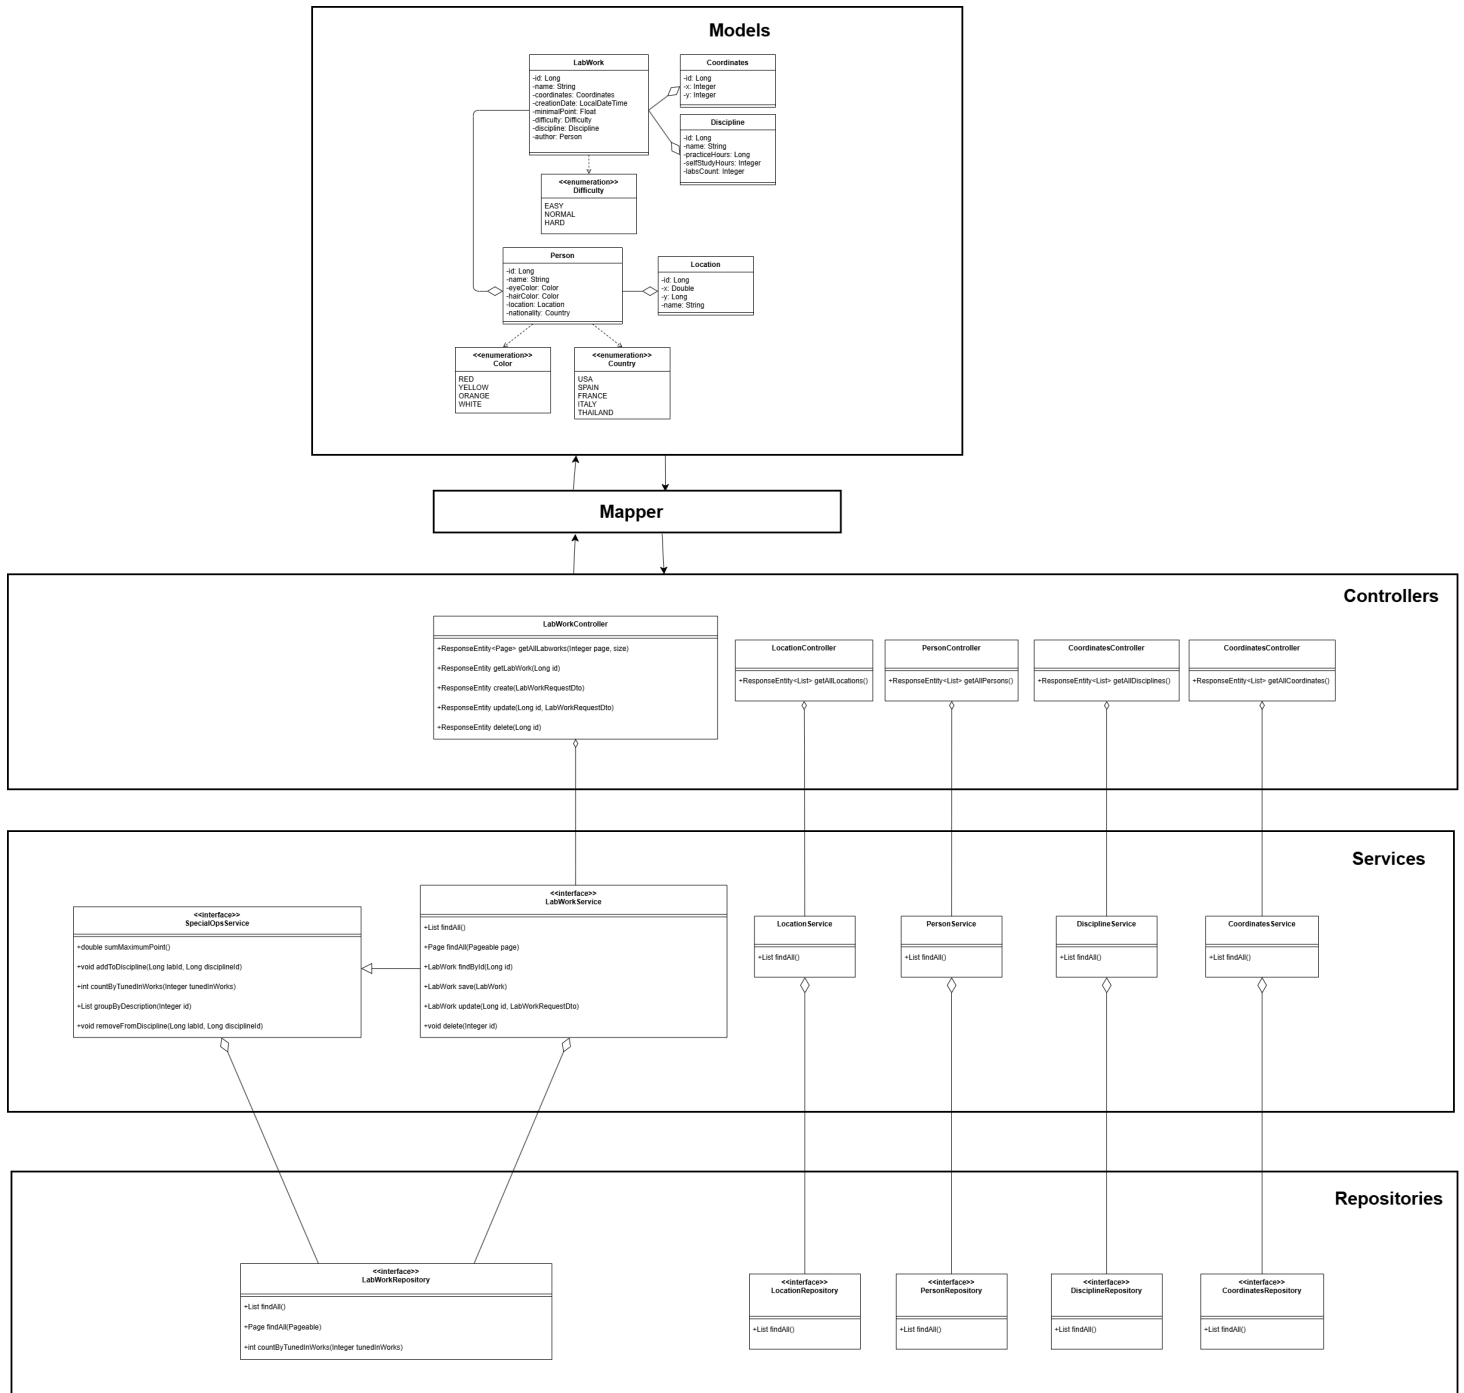 Models
LabWork
-id: Long
-name: String
-coordinates: Coordinates
-creationDate: LocalDateTime
-minimalPoint: Float
-difficulty: Difficulty
-discipline: Discipline
-author: Person
Coordinates
-id: Long
-x: Integer
-y: Integer
Discipline
-id: Long
-name: String
-practiceHours: Long
-selfStudyHours: Integer
-labsCount: Integer
<<enumeration>>
Difficulty
EASY
NORMAL
HARD
Person
-id: Long
-name: String
-eyeColor: Color
-hairColor: Color
-location: Location
-nationality: Country
Location
-id: Long
-x: Double
-y: Long
-name: String
<<enumeration>>
Color
RED
YELLOW
ORANGE
WHITE
<<enumeration>>
Country
USA
SPAIN
FRANCE
ITALY
THAILAND
Mapper
Controllers
LabWorkController
+ResponseEntity<Page> getAllLabworks(Integer page, size)
+ResponseEntity getLabWork(Long id)
+ResponseEntity create(LabWorkRequestDto)
+ResponseEntity update(Long id, LabWorkRequestDto)
+ResponseEntity delete(Long id)
LocationController
+ResponseEntity<List> getAllLocations()
PersonController
+ResponseEntity<List> getAllPersons()
CoordinatesController
+ResponseEntity<List> getAllDisciplines()
CoordinatesController
+ResponseEntity<List> getAllCoordinates()
Services
<<interface>>
SpecialOpsService
+double sumMaximumPoint()
+void addToDiscipline(Long labId, Long disciplineId)
+int countByTunedInWorks(Integer tunedInWorks)
+List groupByDescription(Integer id)
+void removeFromDiscipline(Long labId, Long disciplineId)
<<interface>>
LabWorkService
+List findAll()
+Page findAll(Pageable page)
+LabWork findById(Long id)
+LabWork save(LabWork)
+LabWork update(Long id, LabWorkRequestDto)
+void delete(Integer id)
LocationService
+List findAll()
PersonService
+List findAll()
DisciplineService
+List findAll()
CoordinatesService
+List findAll()
Repositories
<<interface>>
LabWorkRepository
+List findAll()
+Page findAll(Pageable)
+int countByTunedInWorks(Integer tunedInWorks)
<<interface>>
LocationRepository
+List findAll()
<<interface>>
PersonRepository
+List findAll()
<<interface>>
DisciplineRepository
+List findAll()
<<interface>>
CoordinatesRepository
+List findAll()